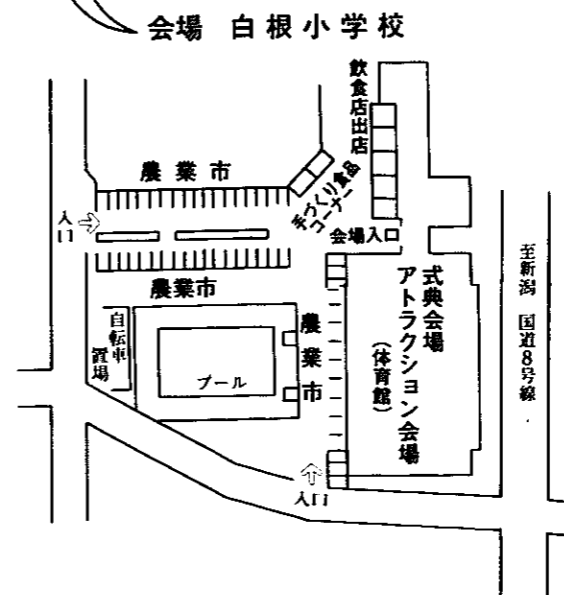 会場 白根小学校
飲食店出店
農業市
手づくり食品
コーナー
入口
会場入口
農業市
式典会場
アトラクション会場
(体育館)
至新潟 国道8号線
自転車
置場
プール
農業市
入口